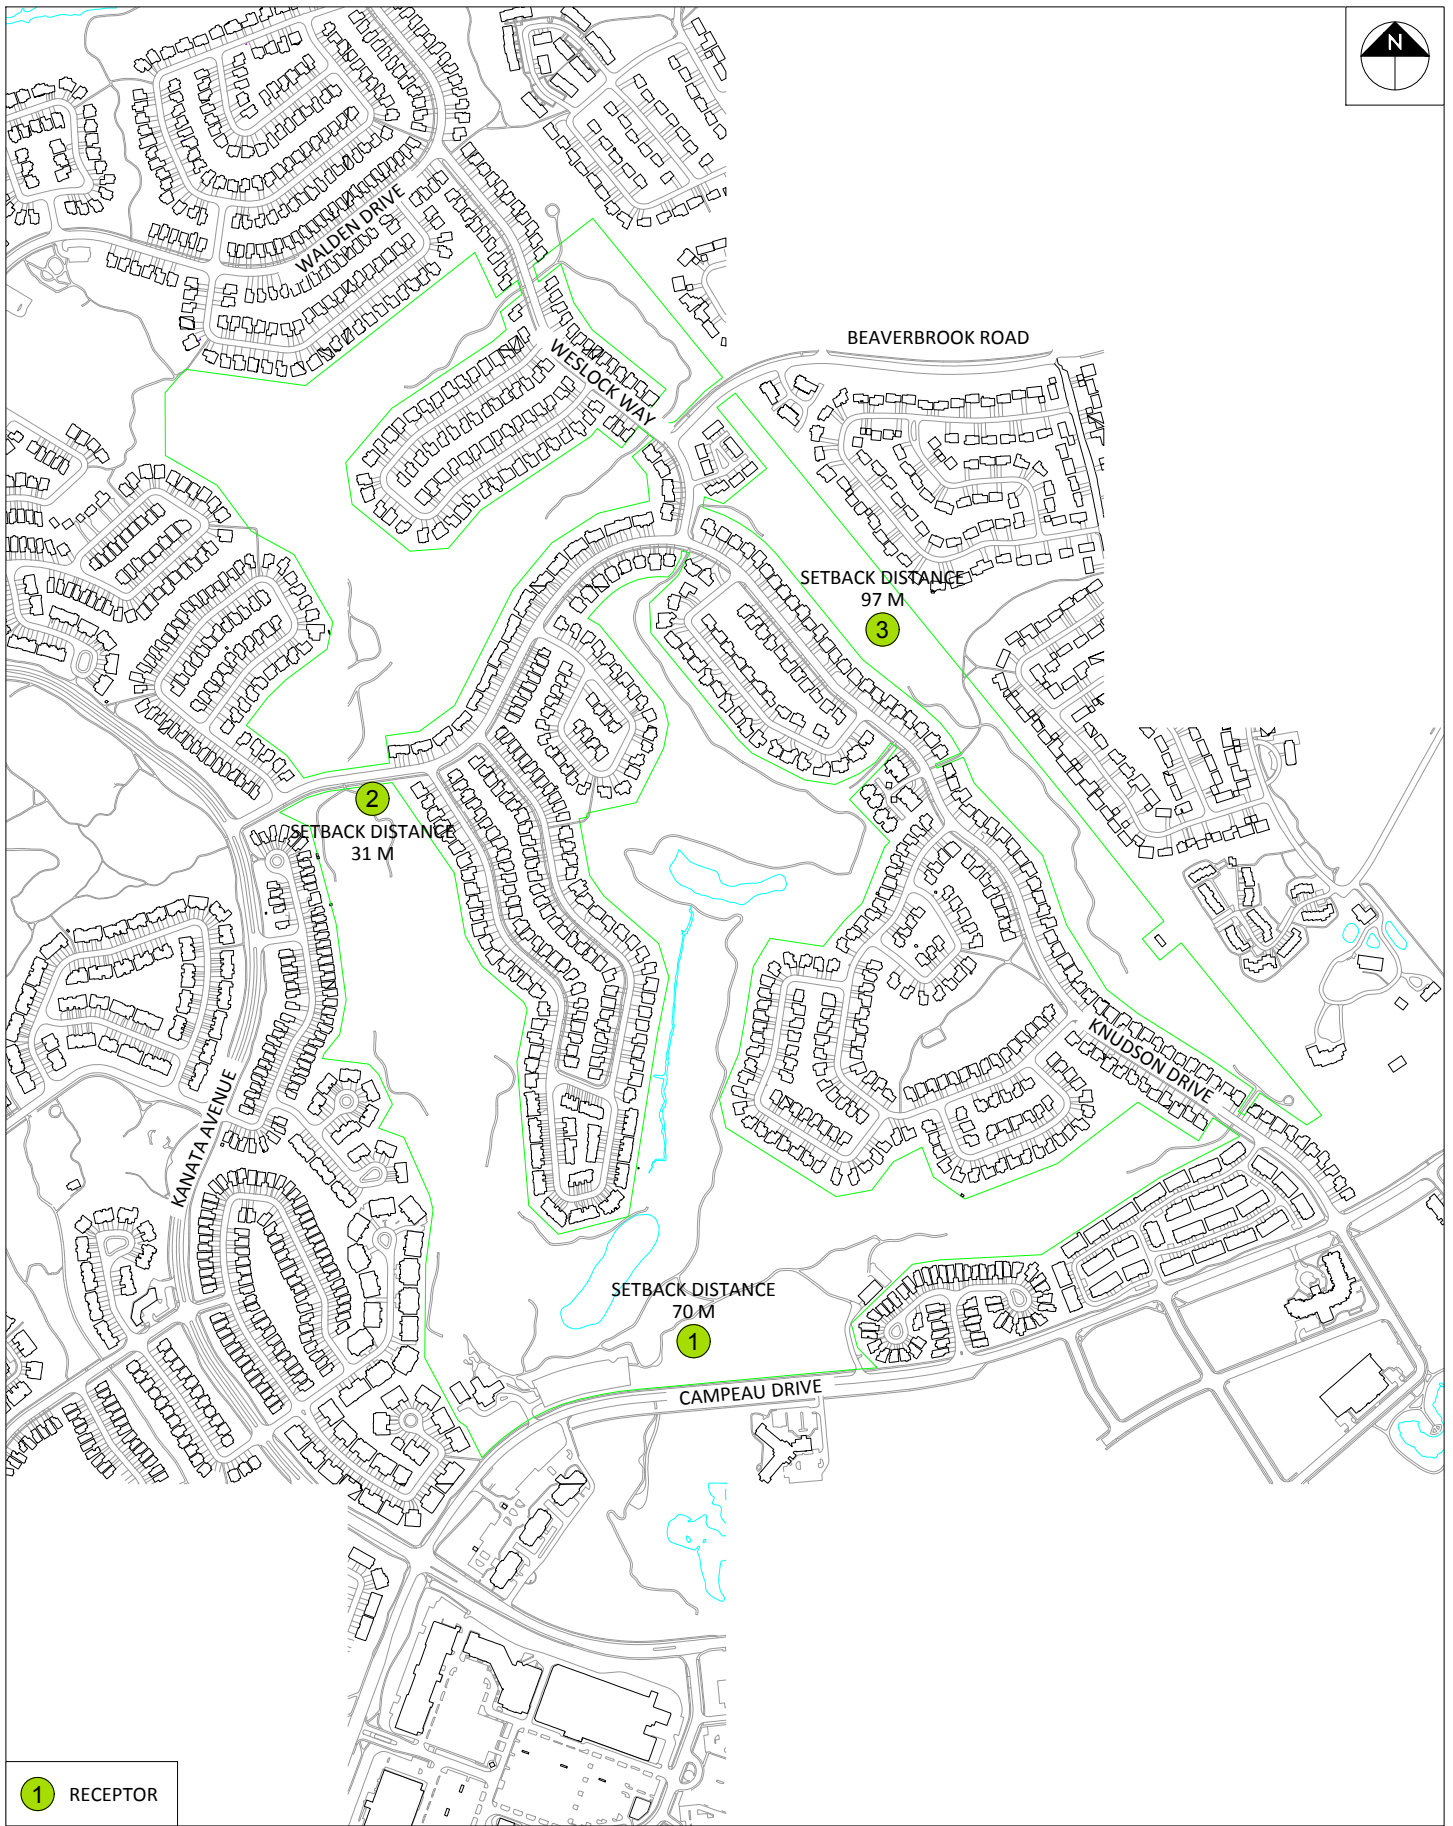 N
WALDEN DRIVE
BEAVERBROOK ROAD
WESLOCK WAY
SETBACK DISTANCE
97 M
3
2
SETBACK DISTANCE
31 M
KNUDSON DRIVE
KANATA AVENUE
SETBACK DISTANCE
70 M
1
CAMPEAU DRIVE
1 RECEPTOR